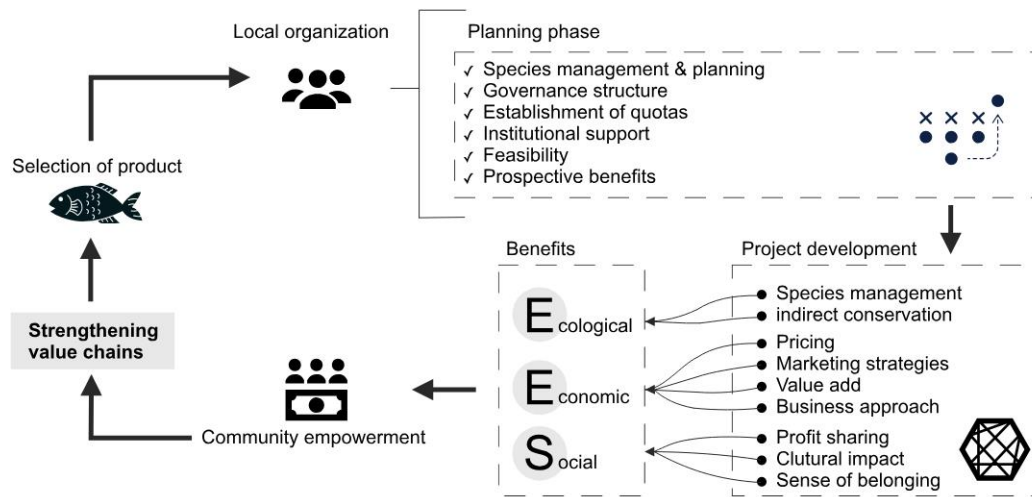 Local organization
Planning phase
✓ Species management & planning
✓ Governance structure
✓ Establishment of quotas
✓ Institutional support
✓ Feasibility
✓ Prospective benefits
Selection of product
Benefits
Project development
Ecological
Economic
Social
• Species management
• indirect conservation
• Pricing
• Marketing strategies
• Value add
• Business approach
• Profit sharing
• Clutural impact
• Sense of belonging
Strengthening
value chains
Community empowerment